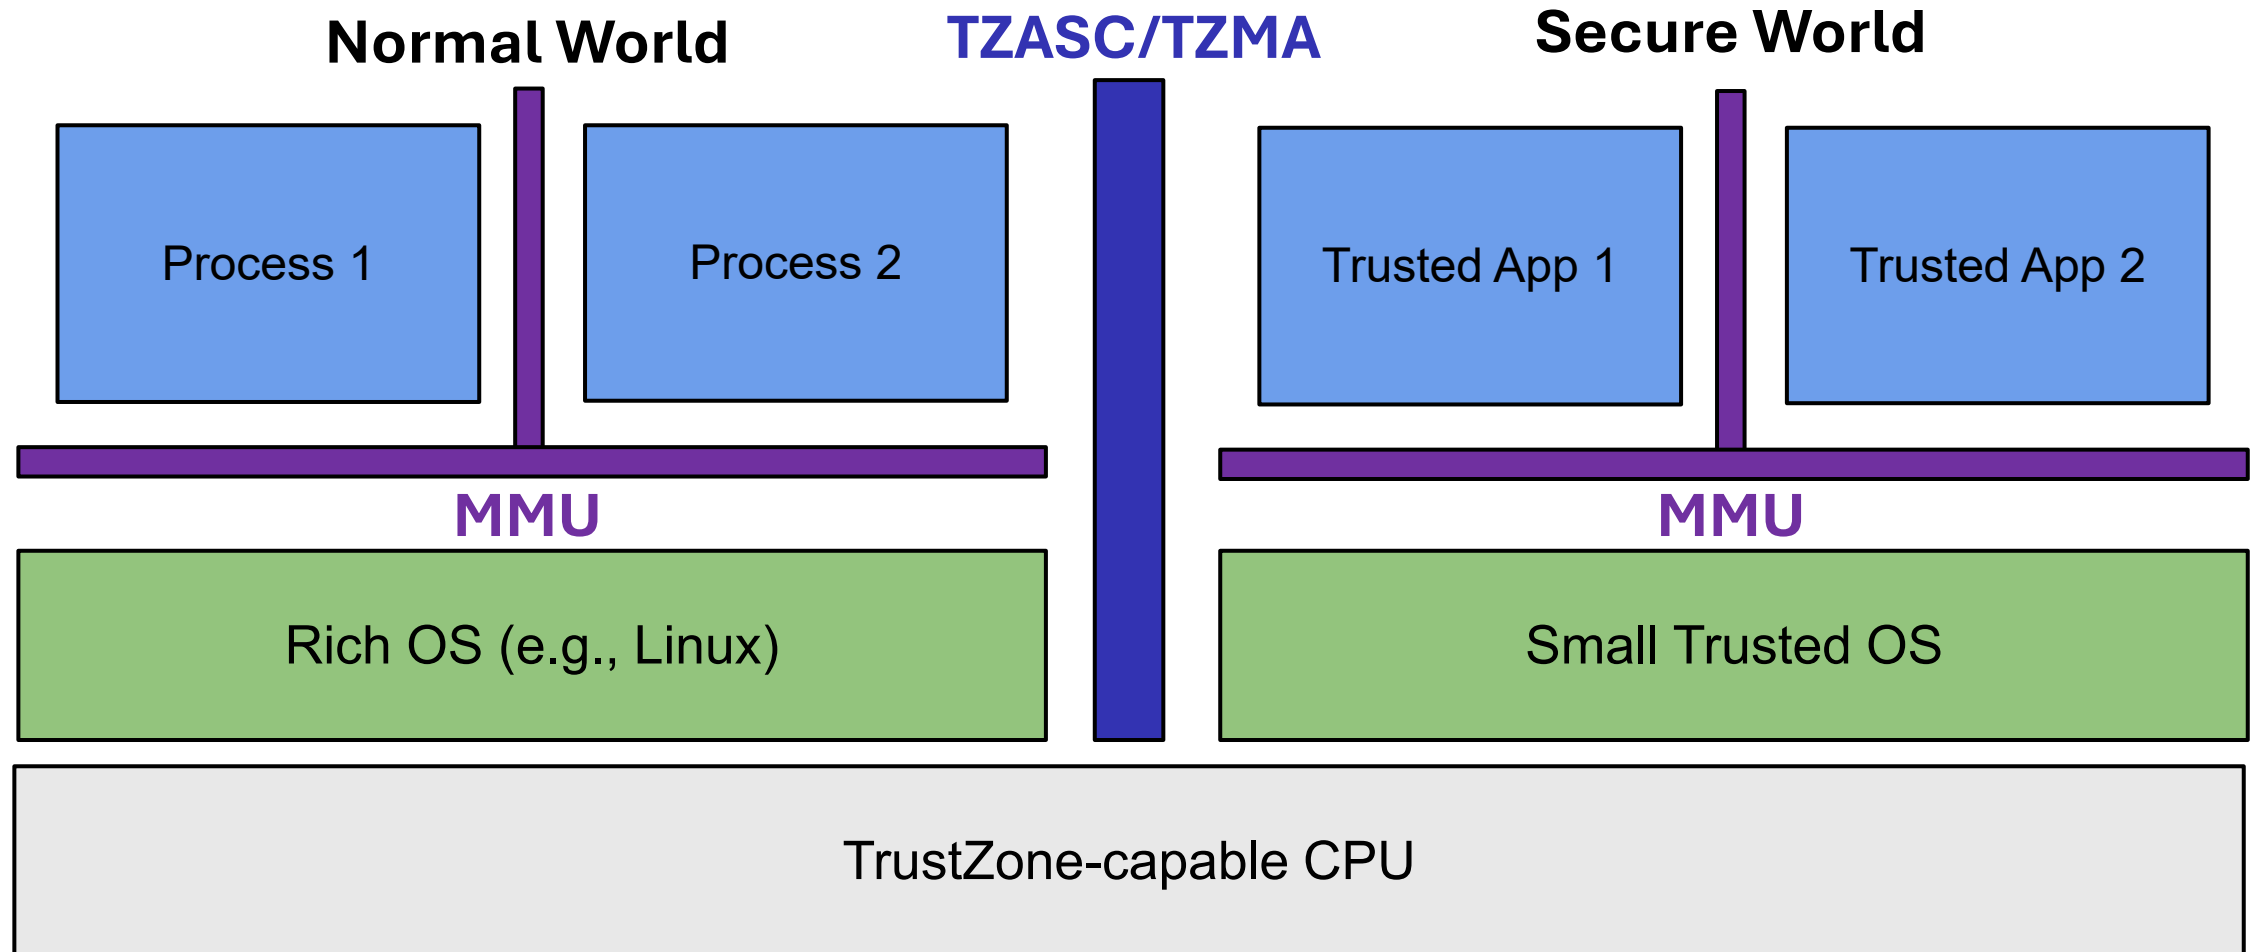 Normal World
TZASC/TZMA
Secure World
Process 1
Process 2
Trusted App 1
Trusted App 2
MMU
MMU
Rich OS (e.g., Linux)
Small Trusted OS
TrustZone-capable CPU